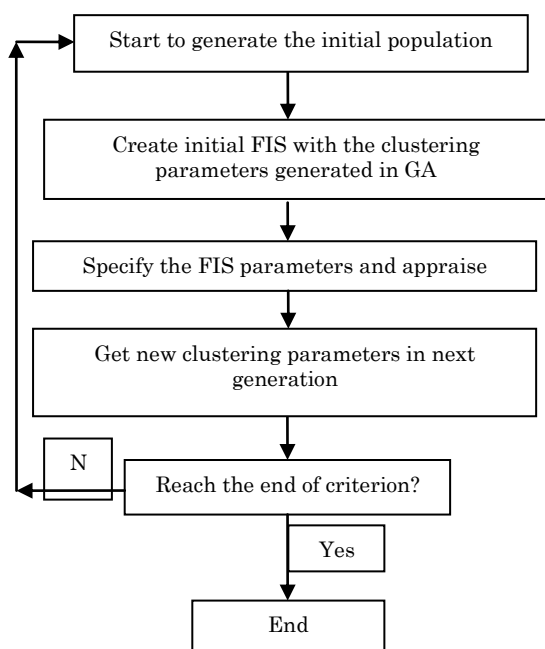 Start to generate the initial population
Create initial FIS with the clustering
parameters generated in GA
Specify the FIS parameters and appraise
Get new clustering parameters in next
generation
N
Reach the end of criterion?
Yes
End